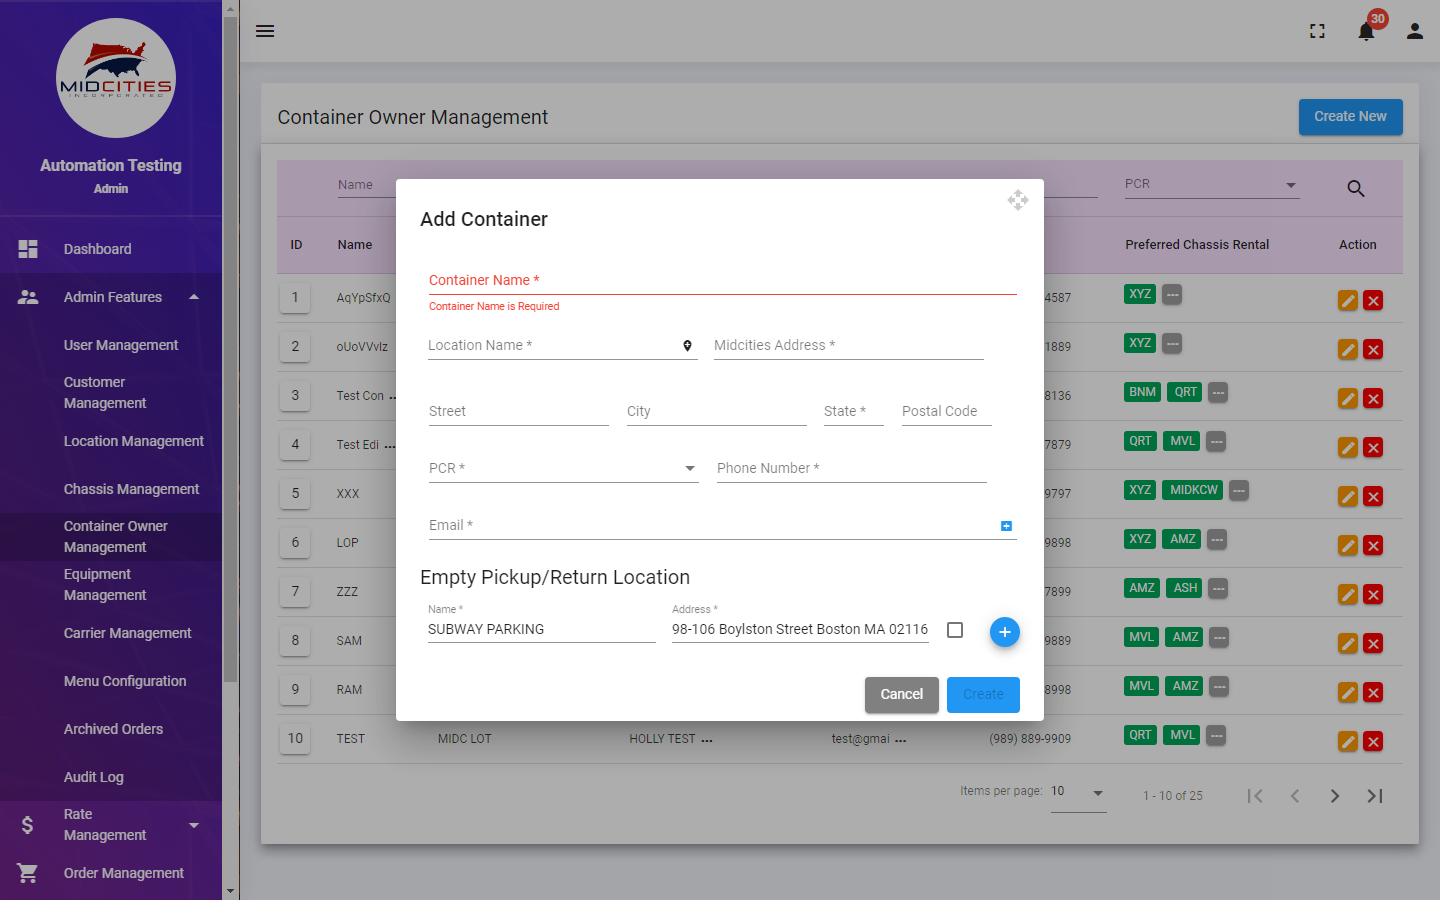 MIDCITIES
INCORPORATED
Automation Testing
Admin
Dashboard
Admin Features
User Management
Customer
Management
Location Management
Chassis Management
Container Owner
Management
Equipment
Management
Carrier Management
Menu Configuration
Archived Orders
Audit Log
Rate
Management
Order Management
30
Container Owner Management
Create New
Name
PCR
ID Name Preferred Chassis Rental Action
1 AqYpSfxQ 4587 XYZ ---
2 oUoVVvIz 1889 XYZ ---
3 Test Con ... 8136 BNM QRT ---
4 Test Edi ... 7879 QRT MVL ---
5 XXX 9797 XYZ MIDKCW ---
6 LOP 9898 XYZ AMZ ---
7 ZZZ 7899 AMZ ASH ---
8 SAM 9889 MVL AMZ ---
9 RAM 8998 MVL AMZ ---
10 TEST MIDC LOT HOLLY TEST ... test@gmai ... (989) 889-9909 QRT MVL ---
Items per page: 10 1 - 10 of 25
Add Container
Container Name *
Container Name is Required
Location Name * Midcities Address *
Street City State * Postal Code
PCR * Phone Number *
Email *
Empty Pickup/Return Location
Name * Address *
SUBWAY PARKING 98-106 Boylston Street Boston MA 02116
Cancel Create